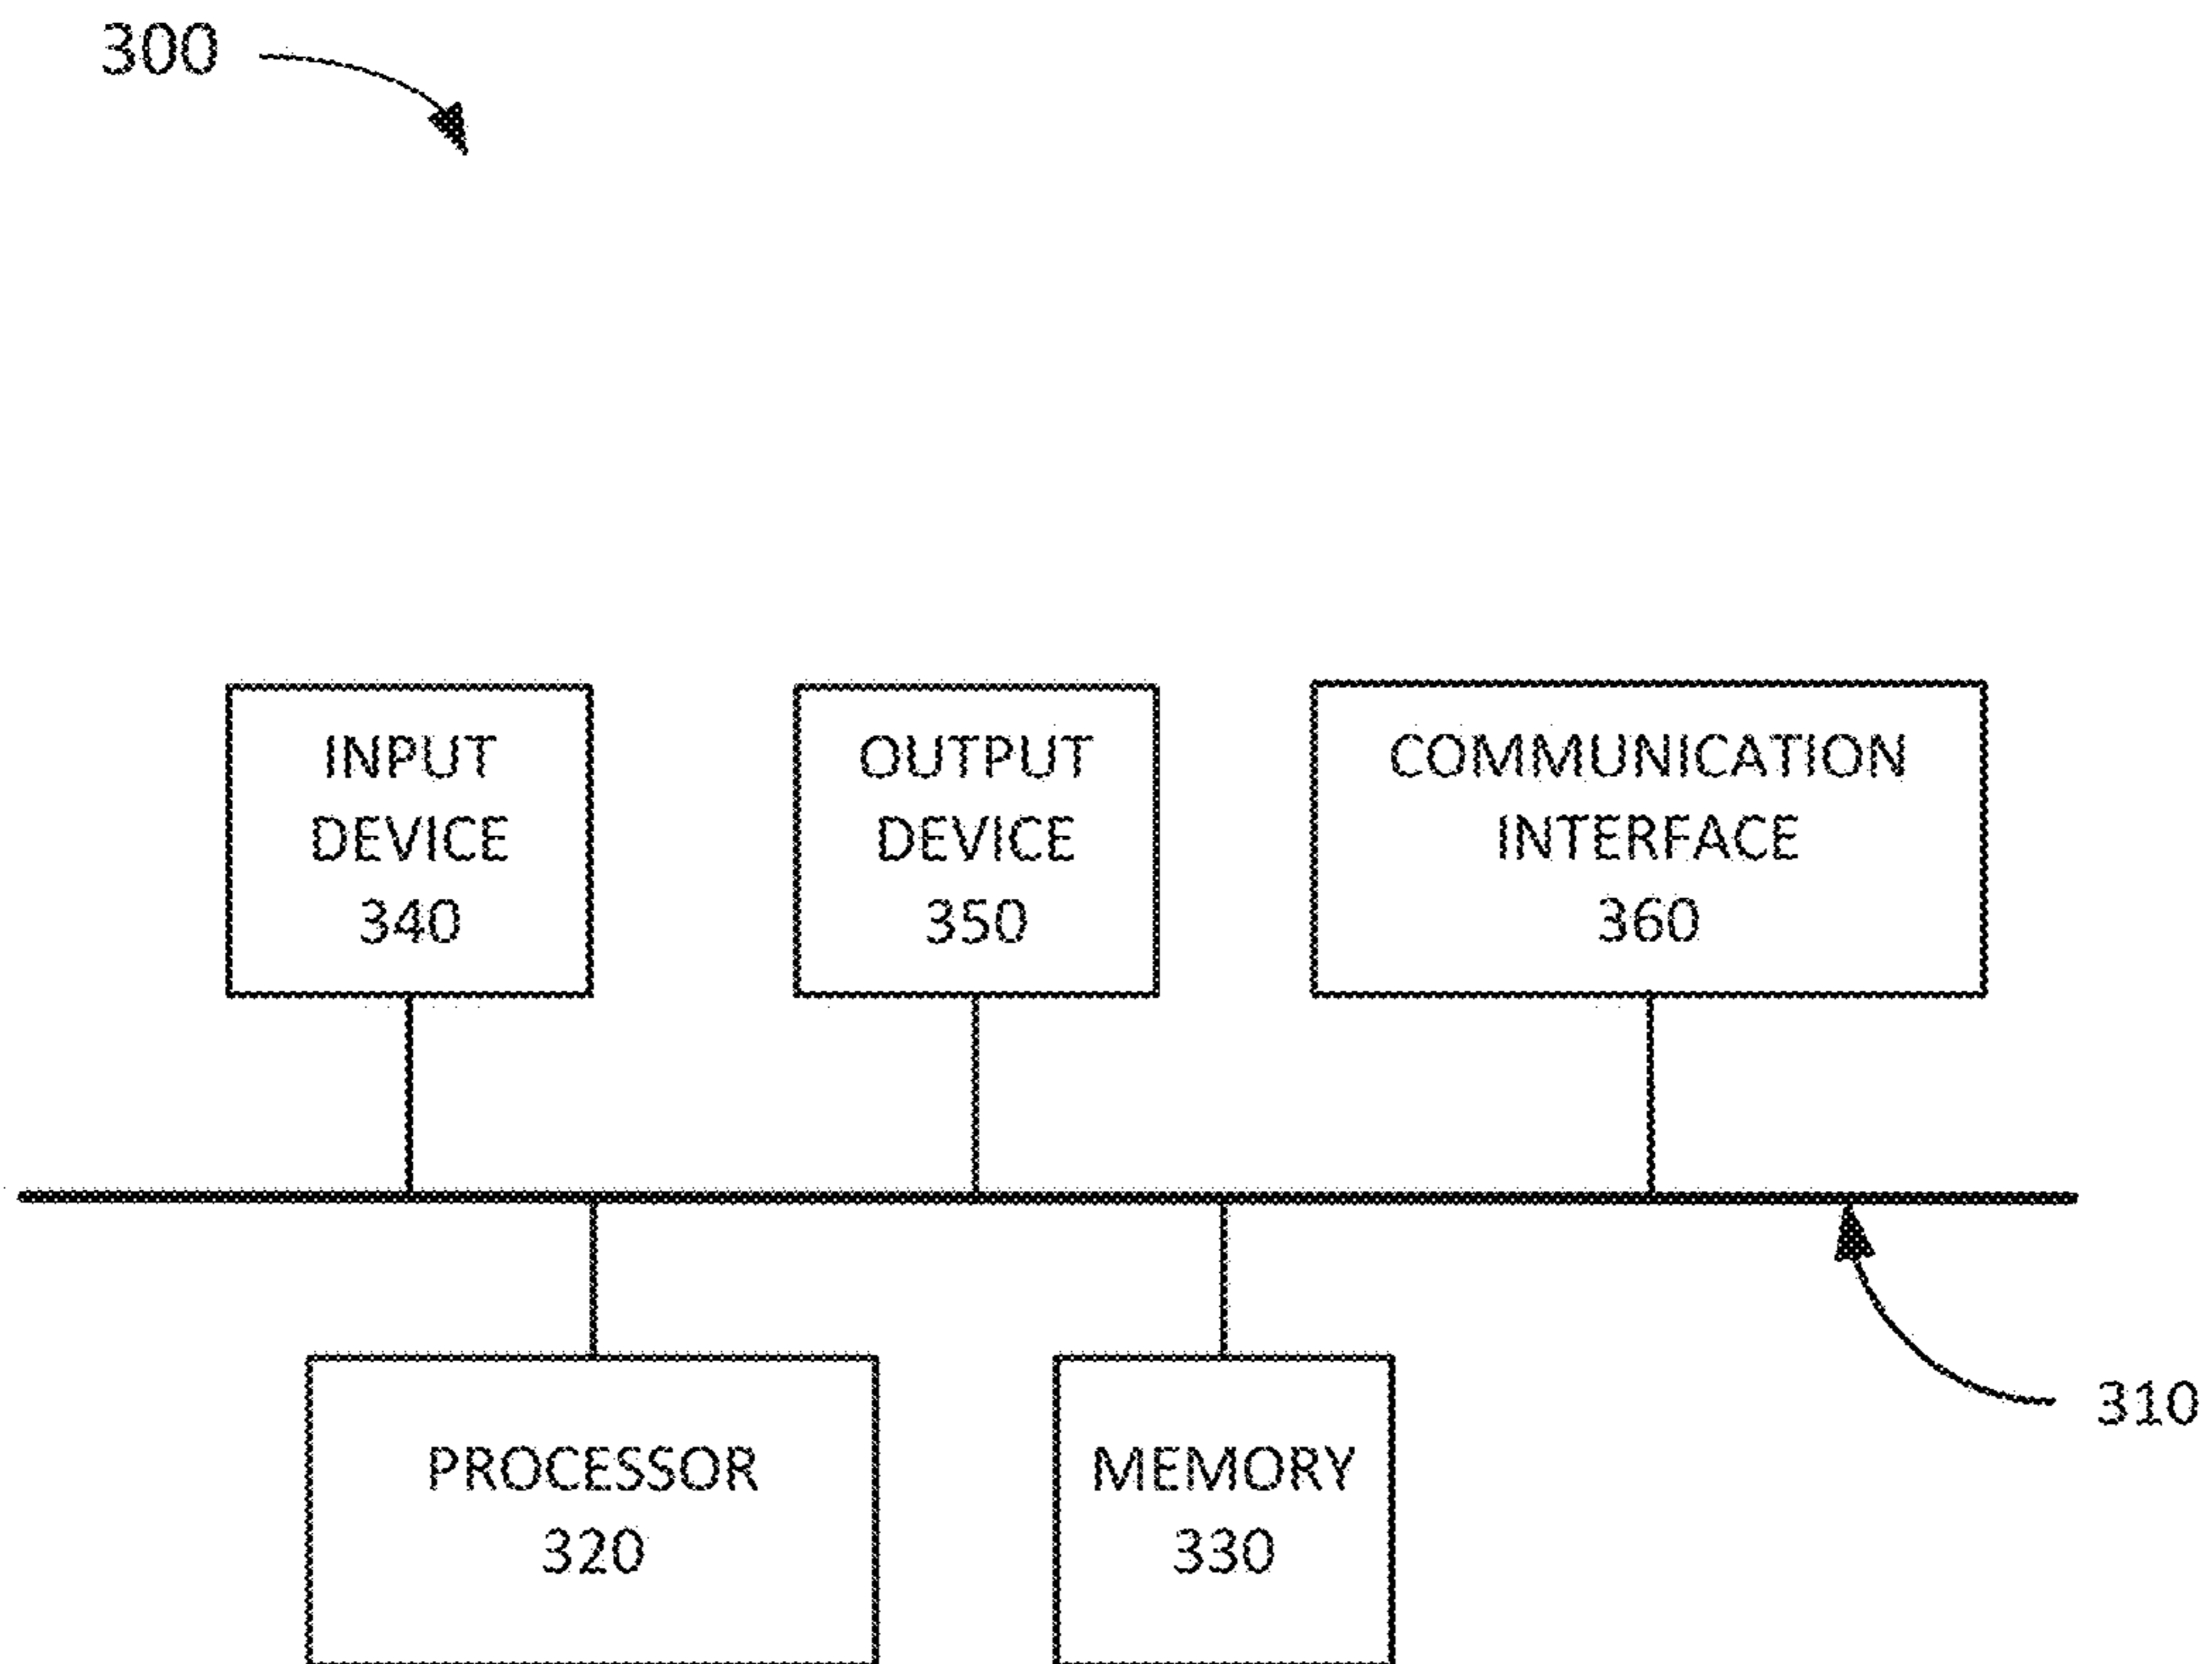 300
INPUT
DEVICE
340
OUTPUT
DEVICE
350
COMMUNICATION
INTERFACE
360
310
PROCESSOR
320
MEMORY
330